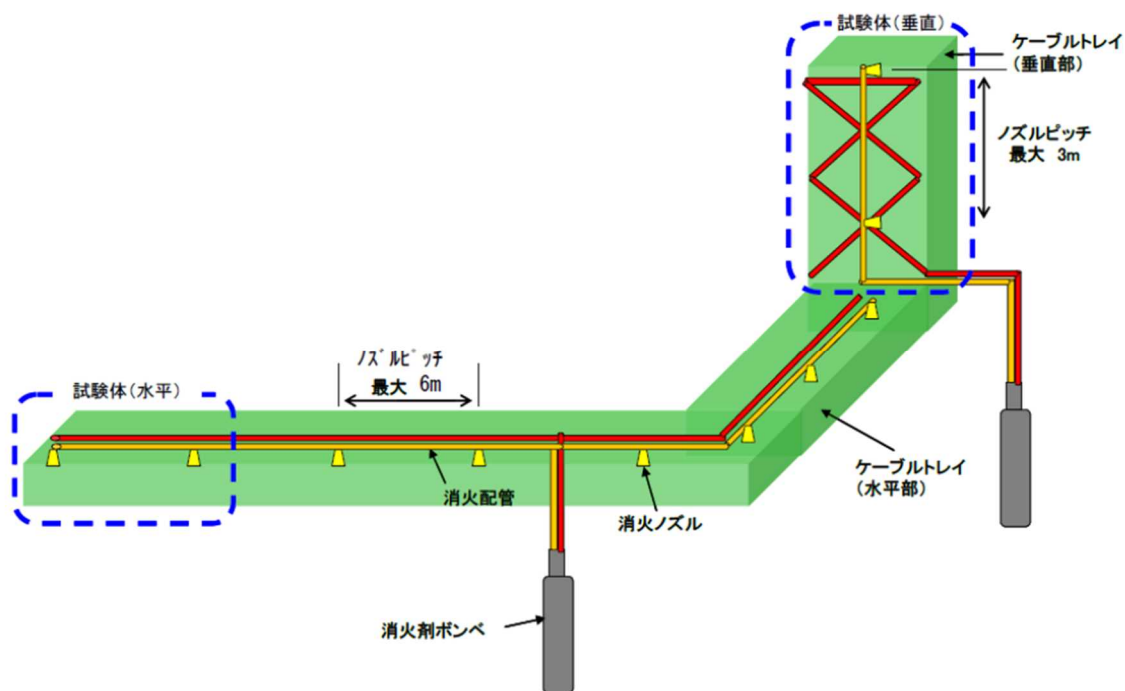 試験体(垂直)
ケーブルトレイ
(垂直部)
ノズルピッチ
最大 3m
ノズルピッチ
最大 6m
試験体(水平)
消火配管
消火ノズル
ケーブルトレイ
(水平部)
消火剤ボンベ